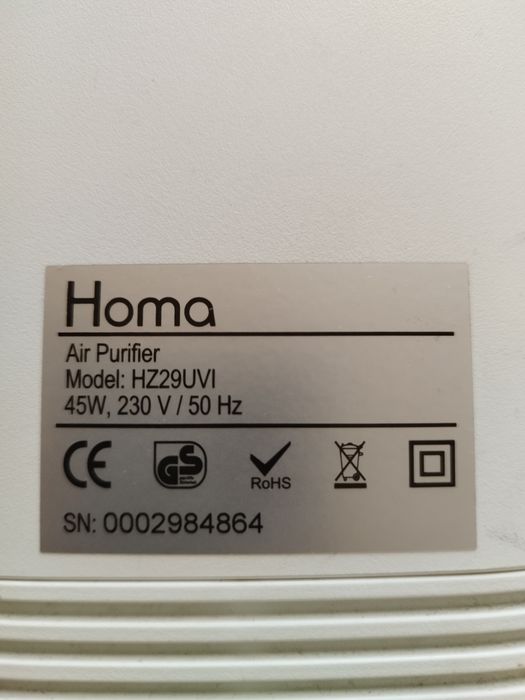 Homa
Air Purifier
Model: HZ29UVI
45W, 230 V / 50 Hz
CE GS RoHS
SN: 0002984864